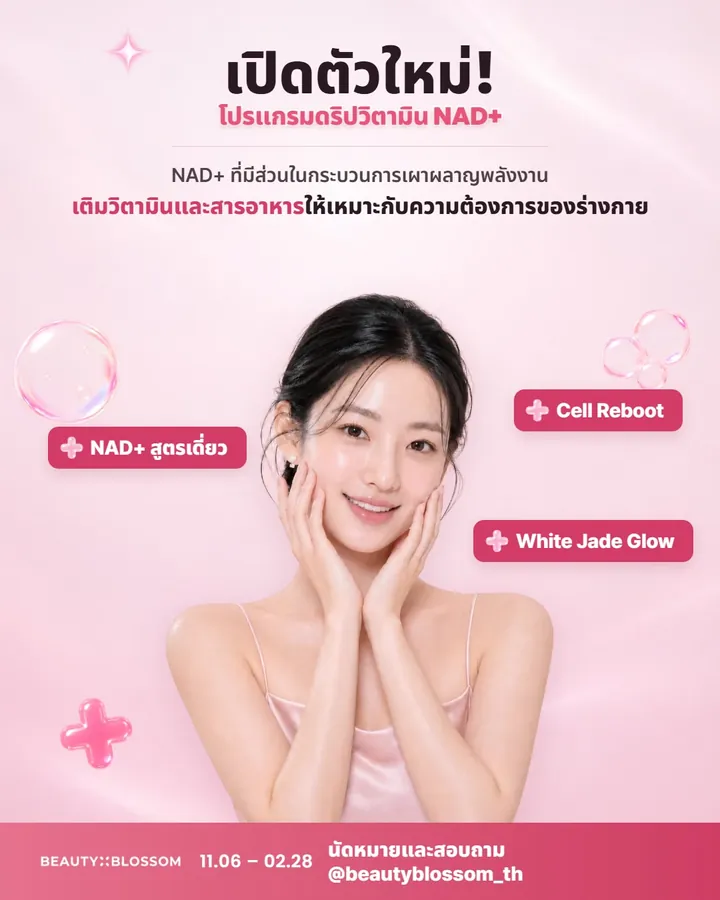 เปิดตัวใหม่!
โปรแกรมดริปวิตามิน NAD+
NAD+ ที่มีส่วนในกระบวนการเผาผลาญพลังงาน
เติมวิตามินและสารอาหารให้เหมาะกับความต้องการของร่างกาย
Cell Reboot
NAD+ สูตรเดี่ยว
White Jade Glow
BEAUTY::BLOSSOM 11.06 – 02.28
นัดหมายและสอบถาม
@beautyblossom_th